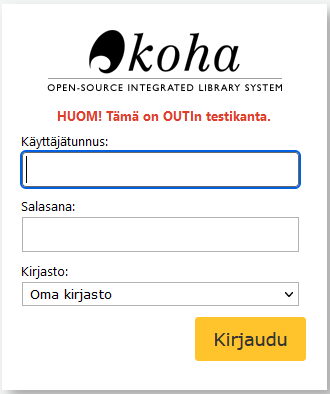 koha
OPEN-SOURCE INTEGRATED LIBRARY SYSTEM
HUOM! Tämä on OUTIn testikanta.
Käyttäjätunnus:
Salasana:
Kirjasto:
Oma kirjasto
Kirjaudu